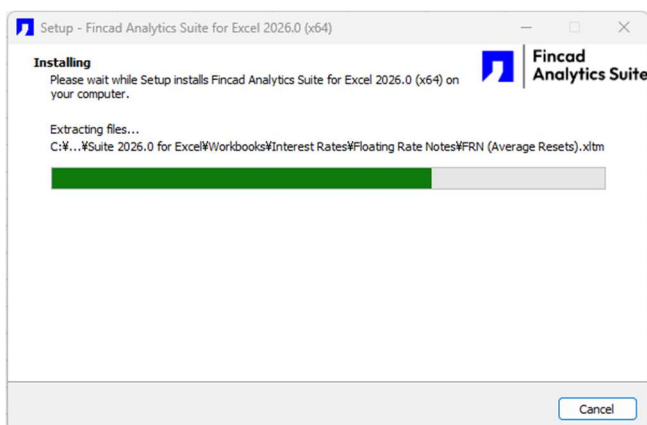 Setup - Fincad Analytics Suite for Excel 2026.0 (x64)
Installing
Please wait while Setup installs Fincad Analytics Suite for Excel 2026.0 (x64) on
your computer.
Fincad
Analytics Suite
Extracting files...
C:¥...¥Suite 2026.0 for Excel¥Workbooks¥Interest Rates¥Floating Rate Notes¥FRN (Average Resets).xltm
Cancel